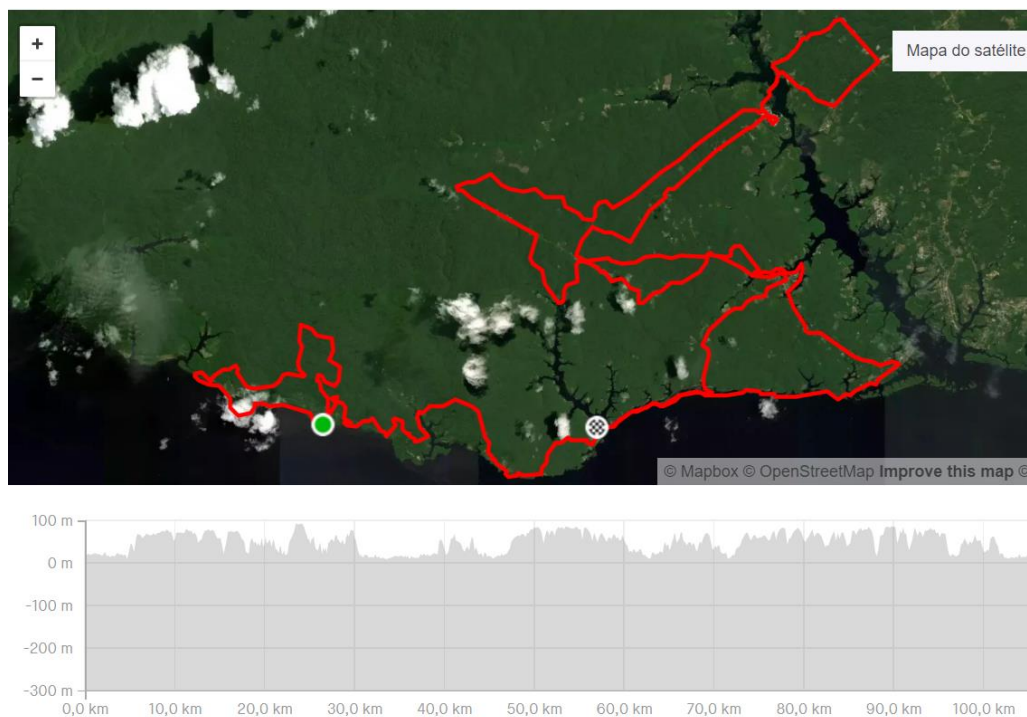 +
Mapa do satélite
−
© Mapbox © OpenStreetMap Improve this map ©
100 m
0 m
-100 m
-200 m
-300 m
0,0 km 10,0 km 20,0 km 30,0 km 40,0 km 50,0 km 60,0 km 70,0 km 80,0 km 90,0 km 100,0 km